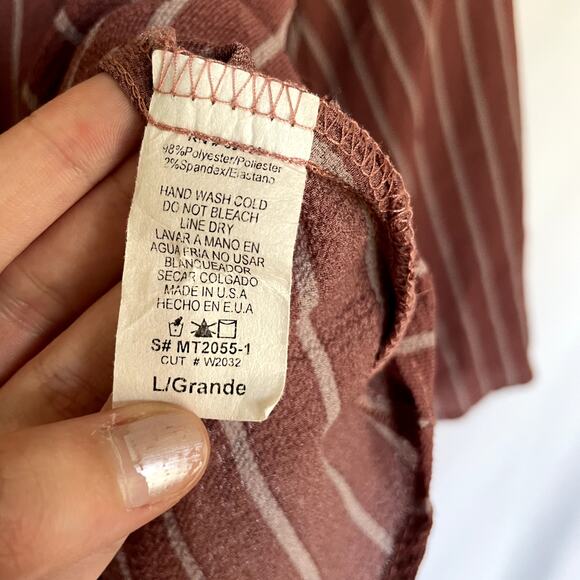 98%Polyester/Poliester
2%Spandex/Elastano
HAND WASH COLD
DO NOT BLEACH
LINE DRY
LAVAR A MANO EN
AGUA FRIA NO USAR
BLANQUEADOR
SECAR COLGADO
MADE IN U.S.A
HECHO EN E.U.A
S# MT2055-1
CUT # W2032
L/Grande